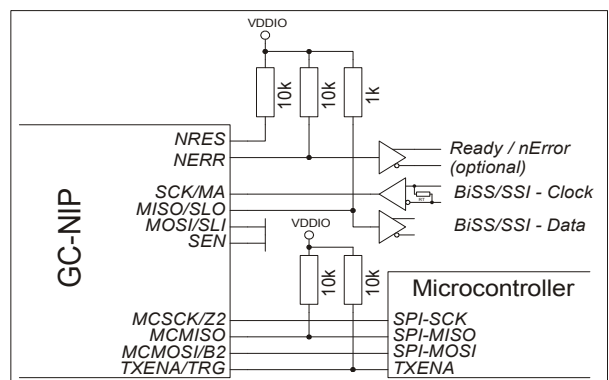 VDDIO
10k
10k
1k
NRES
NERR
Ready / nError
(optional)
SCK/MA
BiSS/SSI - Clock
RT
MISO/SLO
BiSS/SSI - Data
MOSI/SLI
SEN
VDDIO
GC-NIP
10k
10k
Microcontroller
MCSCK/Z2
SPI-SCK
MCMISO
SPI-MISO
MCMOSI/B2
SPI-MOSI
TXENA/TRG
TXENA